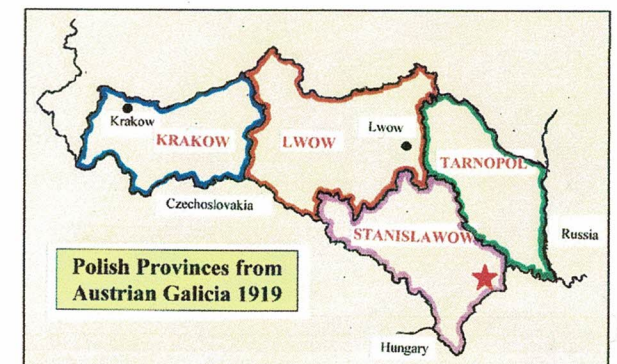 Krakow
KRAKOW
LWOW
Lwow
TARNOPOL
Czechoslovakia
STANISLAWOW
Russia
Polish Provinces from
Austrian Galicia 1919
Hungary